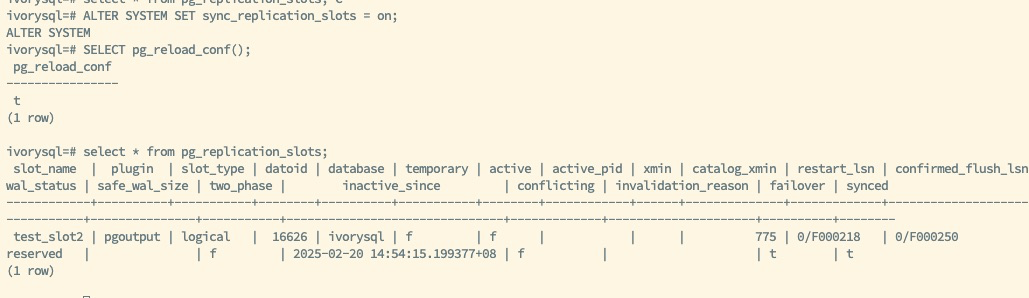 ivorysql=# select * from pg_replication_slots; c
ivorysql=# ALTER SYSTEM SET sync_replication_slots = on;
ALTER SYSTEM
ivorysql=# SELECT pg_reload_conf();
 pg_reload_conf
----------------
 t
(1 row)

ivorysql=# select * from pg_replication_slots;
 slot_name  |  plugin  | slot_type | datoid | database | temporary | active | active_pid | xmin | catalog_xmin | restart_lsn | confirmed_flush_lsn
wal_status | safe_wal_size | two_phase |        inactive_since         | conflicting | invalidation_reason | failover | synced
------------+----------+-----------+--------+----------+-----------+--------+------------+------+--------------+-------------+--------------------
-----------+---------------+-----------+-------------------------------+-------------+---------------------+----------+--------
 test_slot2 | pgoutput | logical   |  16626 | ivorysql | f         | f      |            |      |          775 | 0/F000218   | 0/F000250
reserved   |               | f         | 2025-02-20 14:54:15.199377+08 | f           |                     | t        | t
(1 row)